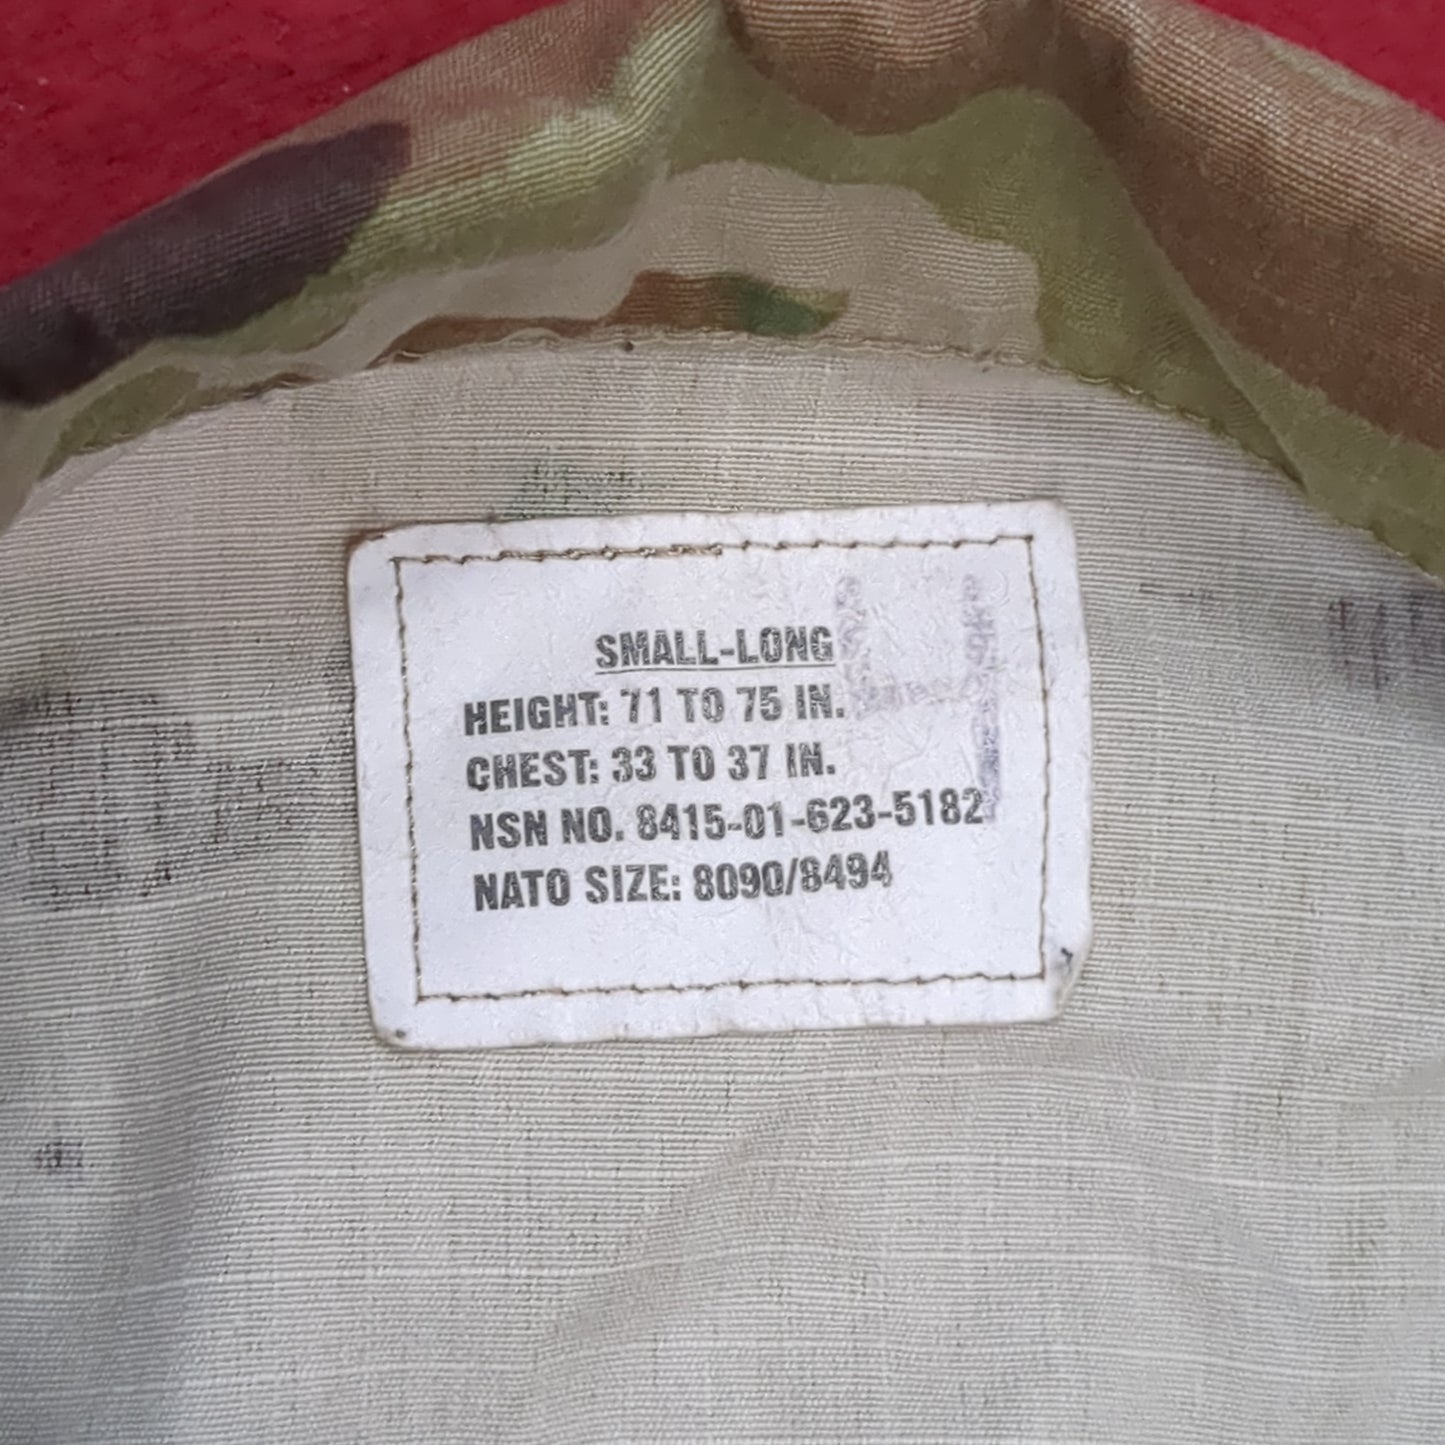 SMALL-LONG
HEIGHT: 71 TO 75 IN.
CHEST: 33 TO 37 IN.
NSN NO. 8415-01-623-5182
NATO SIZE: 8090/8494